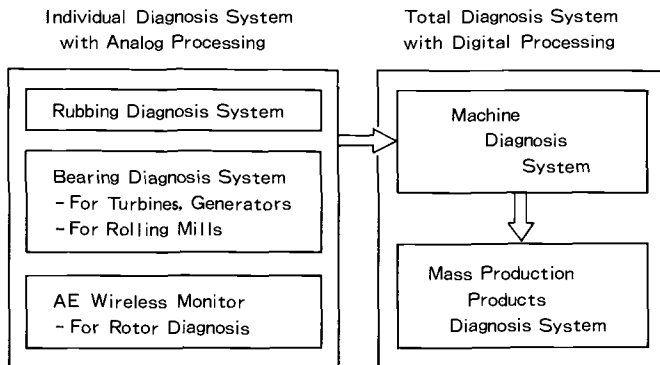 Individual Diagnosis System
with Analog Processing
Rubbing Diagnosis System
Bearing Diagnosis System
- For Turbines, Generators
- For Rolling Mills
AE Wireless Monitor
- For Rotor Diagnosis
Total Diagnosis System
with Digital Processing
Machine
Diagnosis
System
Mass Production
Products
Diagnosis System